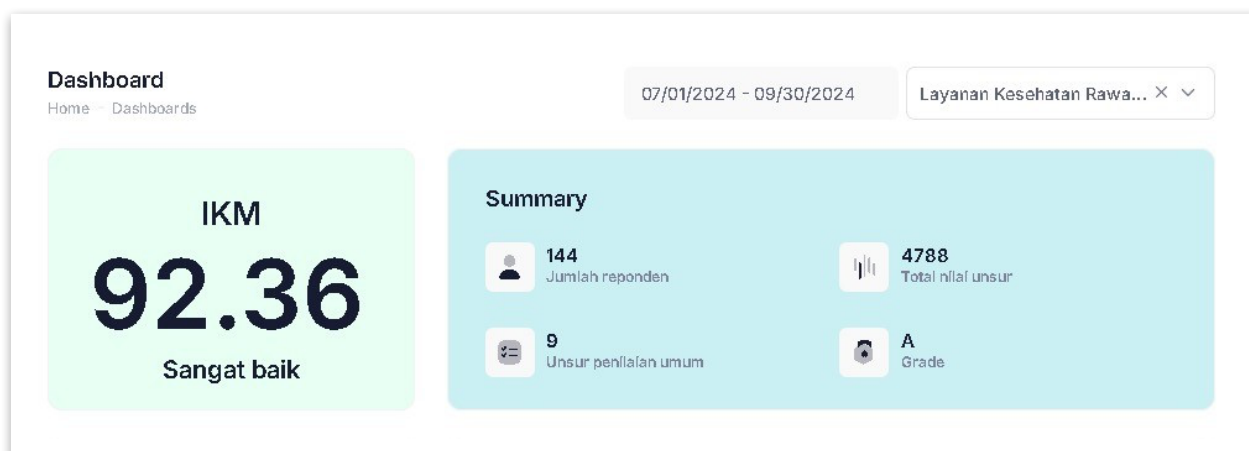 Dashboard
Home - Dashboards
07/01/2024 - 09/30/2024
Layanan Kesehatan Rawa...
IKM
92.36
Sangat baik
Summary
144
Jumlah reponden
4788
Total nilai unsur
9
Unsur penilaian umum
A
Grade